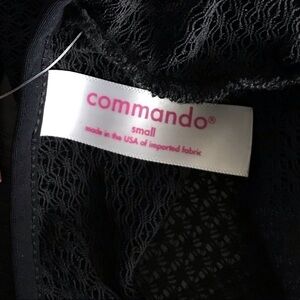 commando®
small
made in the USA of imported fabric